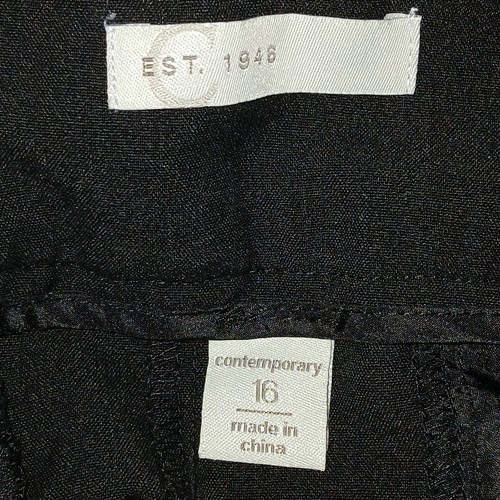 C
EST. 1946
contemporary
16
made in
china